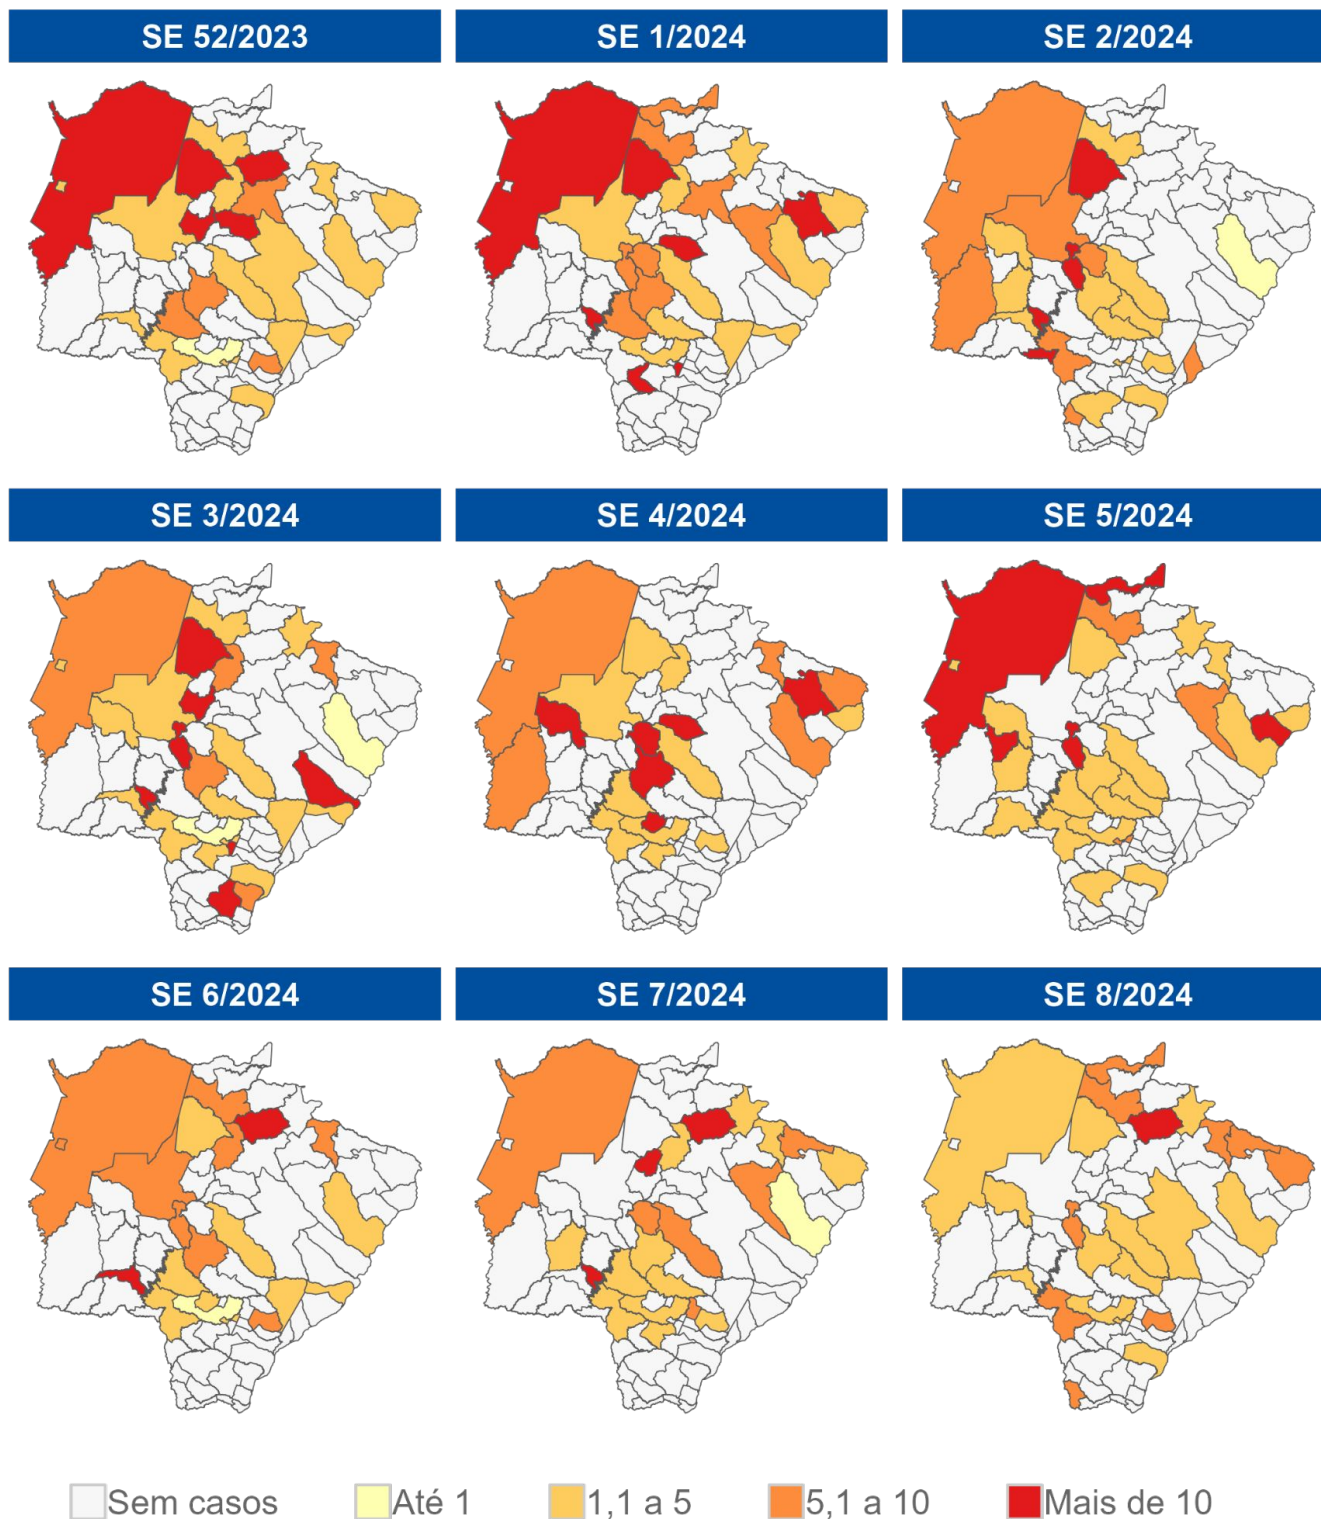 SE 52/2023
SE 1/2024
SE 2/2024
SE 3/2024
SE 4/2024
SE 5/2024
SE 6/2024
SE 7/2024
SE 8/2024
Sem casos
Até 1
1,1 a 5
5,1 a 10
Mais de 10